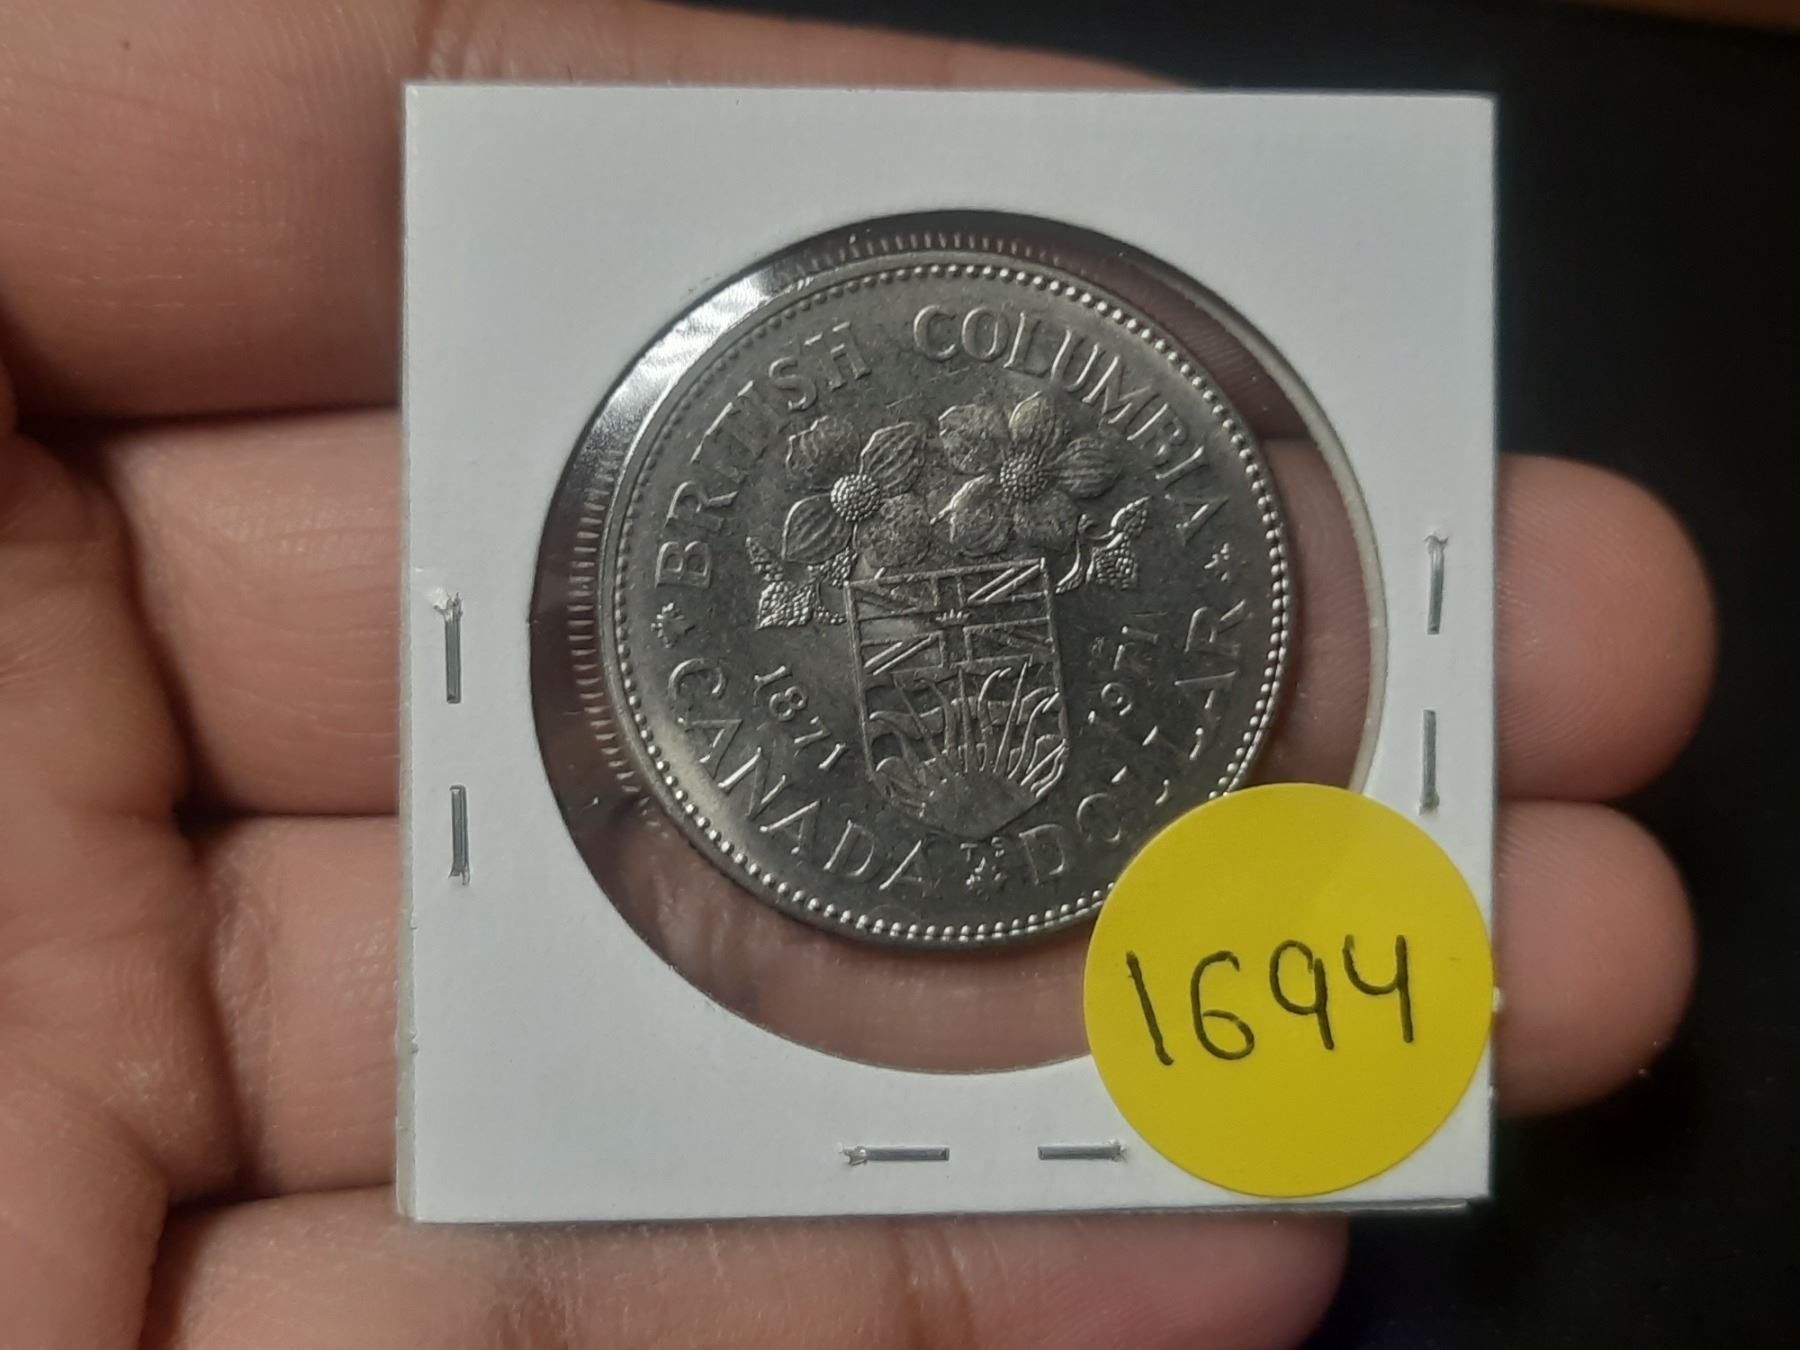 BRITISH COLUMBIA
1871 1971
CANADA DOLLAR
T S
1694